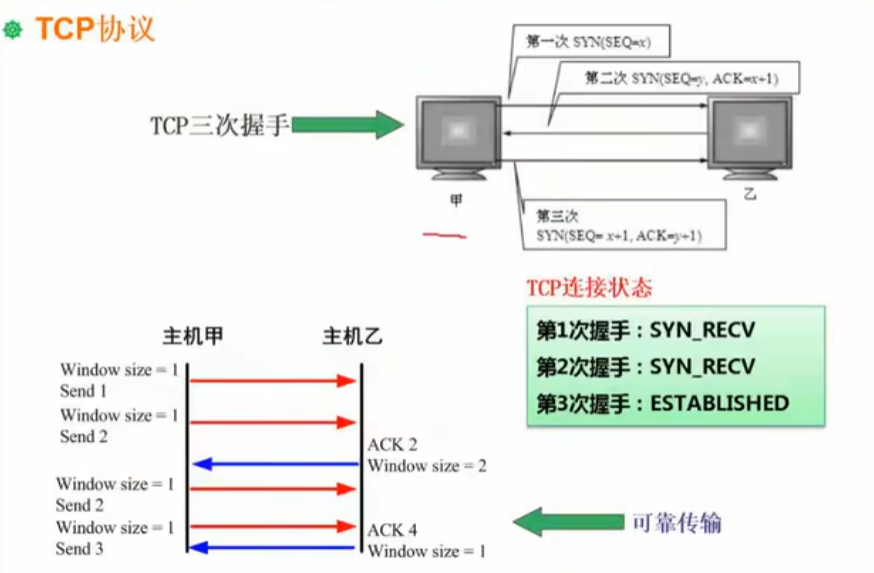 TCP协议
第一次 SYN(SEQ=x)
第二次 SYN(SEQ=y, ACK=x+1)
TCP三次握手
甲
乙
第三次
SYN(SEQ= x+1, ACK=y+1)
TCP连接状态
第1次握手：SYN_RECV
第2次握手：SYN_RECV
第3次握手：ESTABLISHED
主机甲
主机乙
Window size = 1
Send 1
Window size = 1
Send 2
ACK 2
Window size = 2
Window size = 1
Send 2
Window size = 1
Send 3
ACK 4
Window size = 1
可靠传输